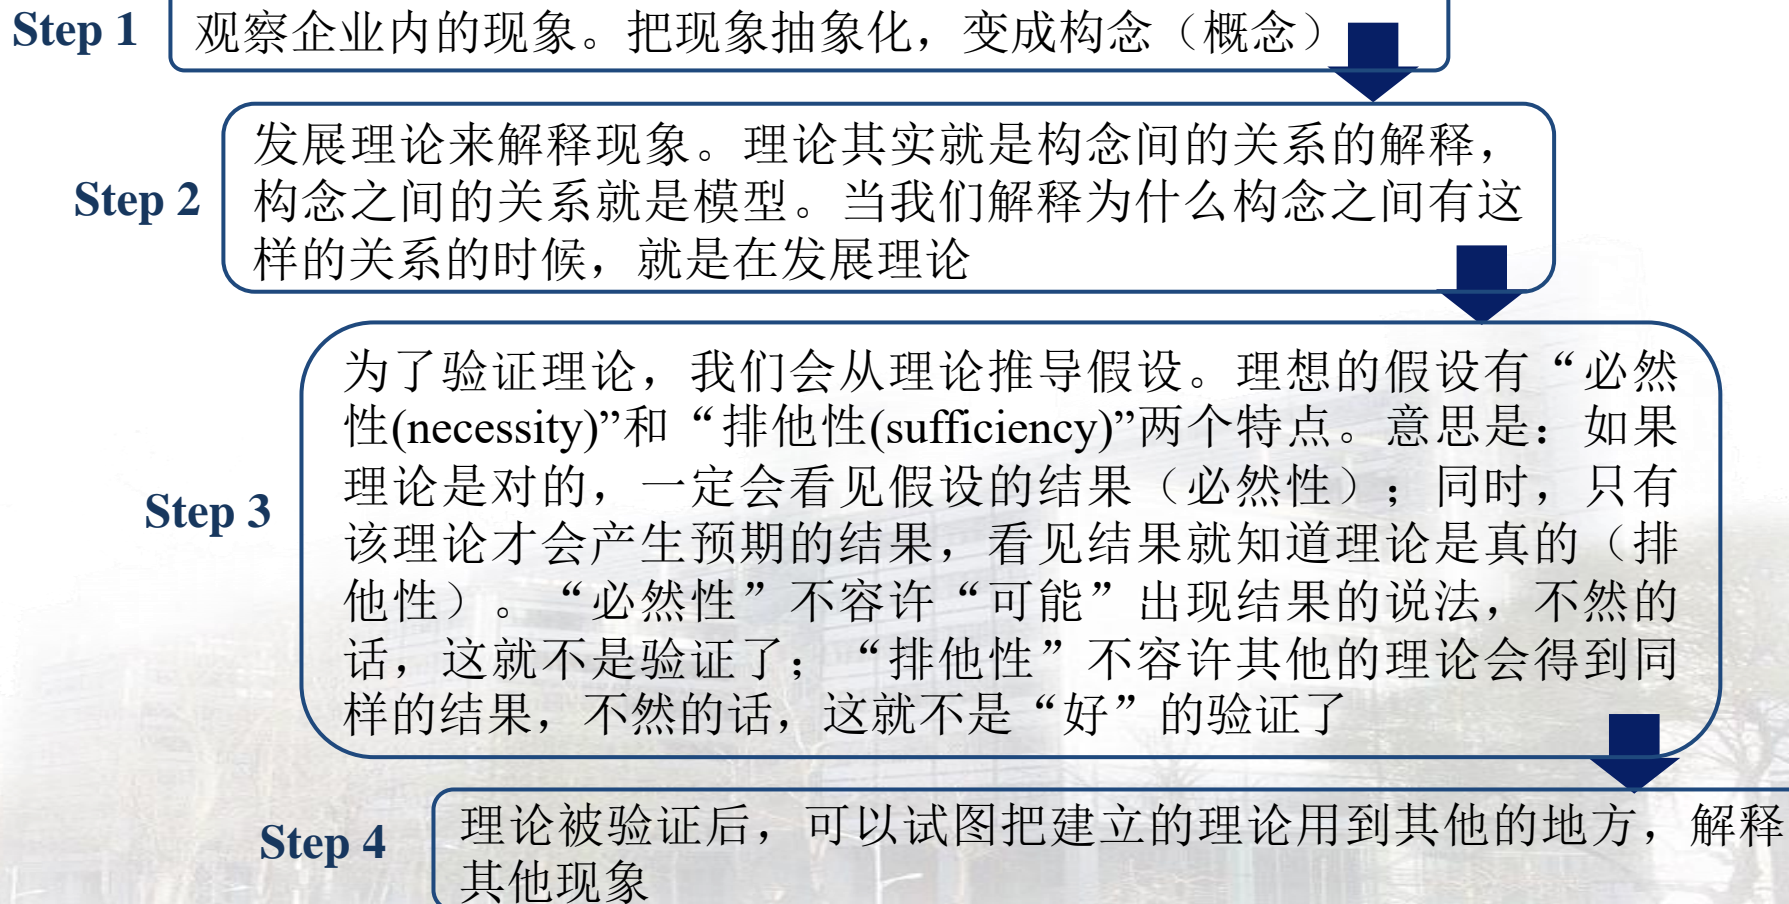 Step 1
观察企业内的现象。把现象抽象化，变成构念（概念）
Step 2
发展理论来解释现象。理论其实就是构念间的关系的解释，
构念之间的关系就是模型。当我们解释为什么构念之间有这
样的关系的时候，就是在发展理论
Step 3
为了验证理论，我们会从理论推导假设。理想的假设有“必然
性(necessity)”和“排他性(sufficiency)”两个特点。意思是：如果
理论是对的，一定会看见假设的结果（必然性）；同时，只有
该理论才会产生预期的结果，看见结果就知道理论是真的（排
他性）。“必然性”不容许“可能”出现结果的说法，不然的
话，这就不是验证了；“排他性”不容许其他的理论会得到同
样的结果，不然的话，这就不是“好”的验证了
Step 4
理论被验证后，可以试图把建立的理论用到其他的地方，解释
其他现象